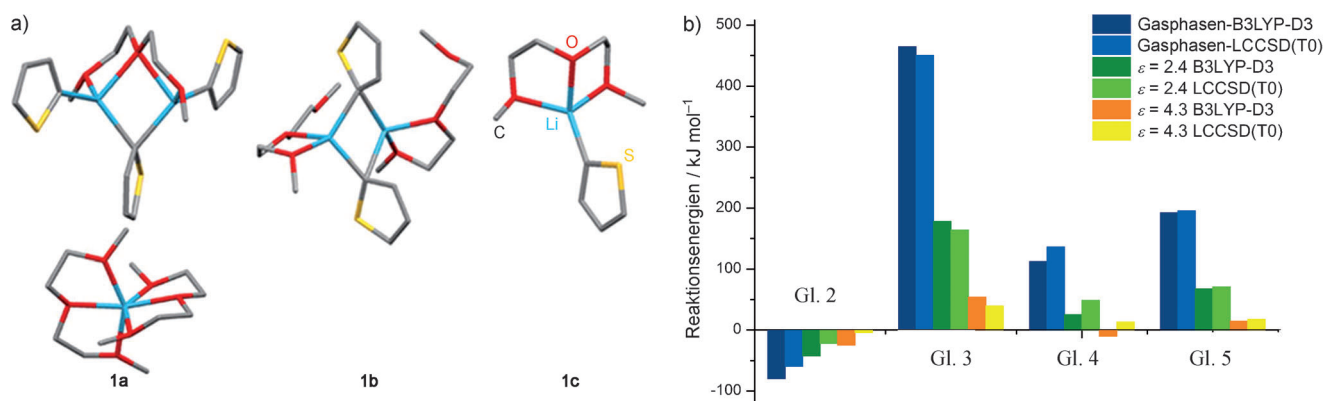 a)
O
C
Li
S
1a
1b
1c
b)
Gasphasen-B3LYP-D3
Gasphasen-LCCSD(T0)
ε = 2.4 B3LYP-D3
ε = 2.4 LCCSD(T0)
ε = 4.3 B3LYP-D3
ε = 4.3 LCCSD(T0)
Reaktionsenergien / kJ mol⁻¹
500
400
300
200
100
0
-100
Gl. 2
Gl. 3
Gl. 4
Gl. 5